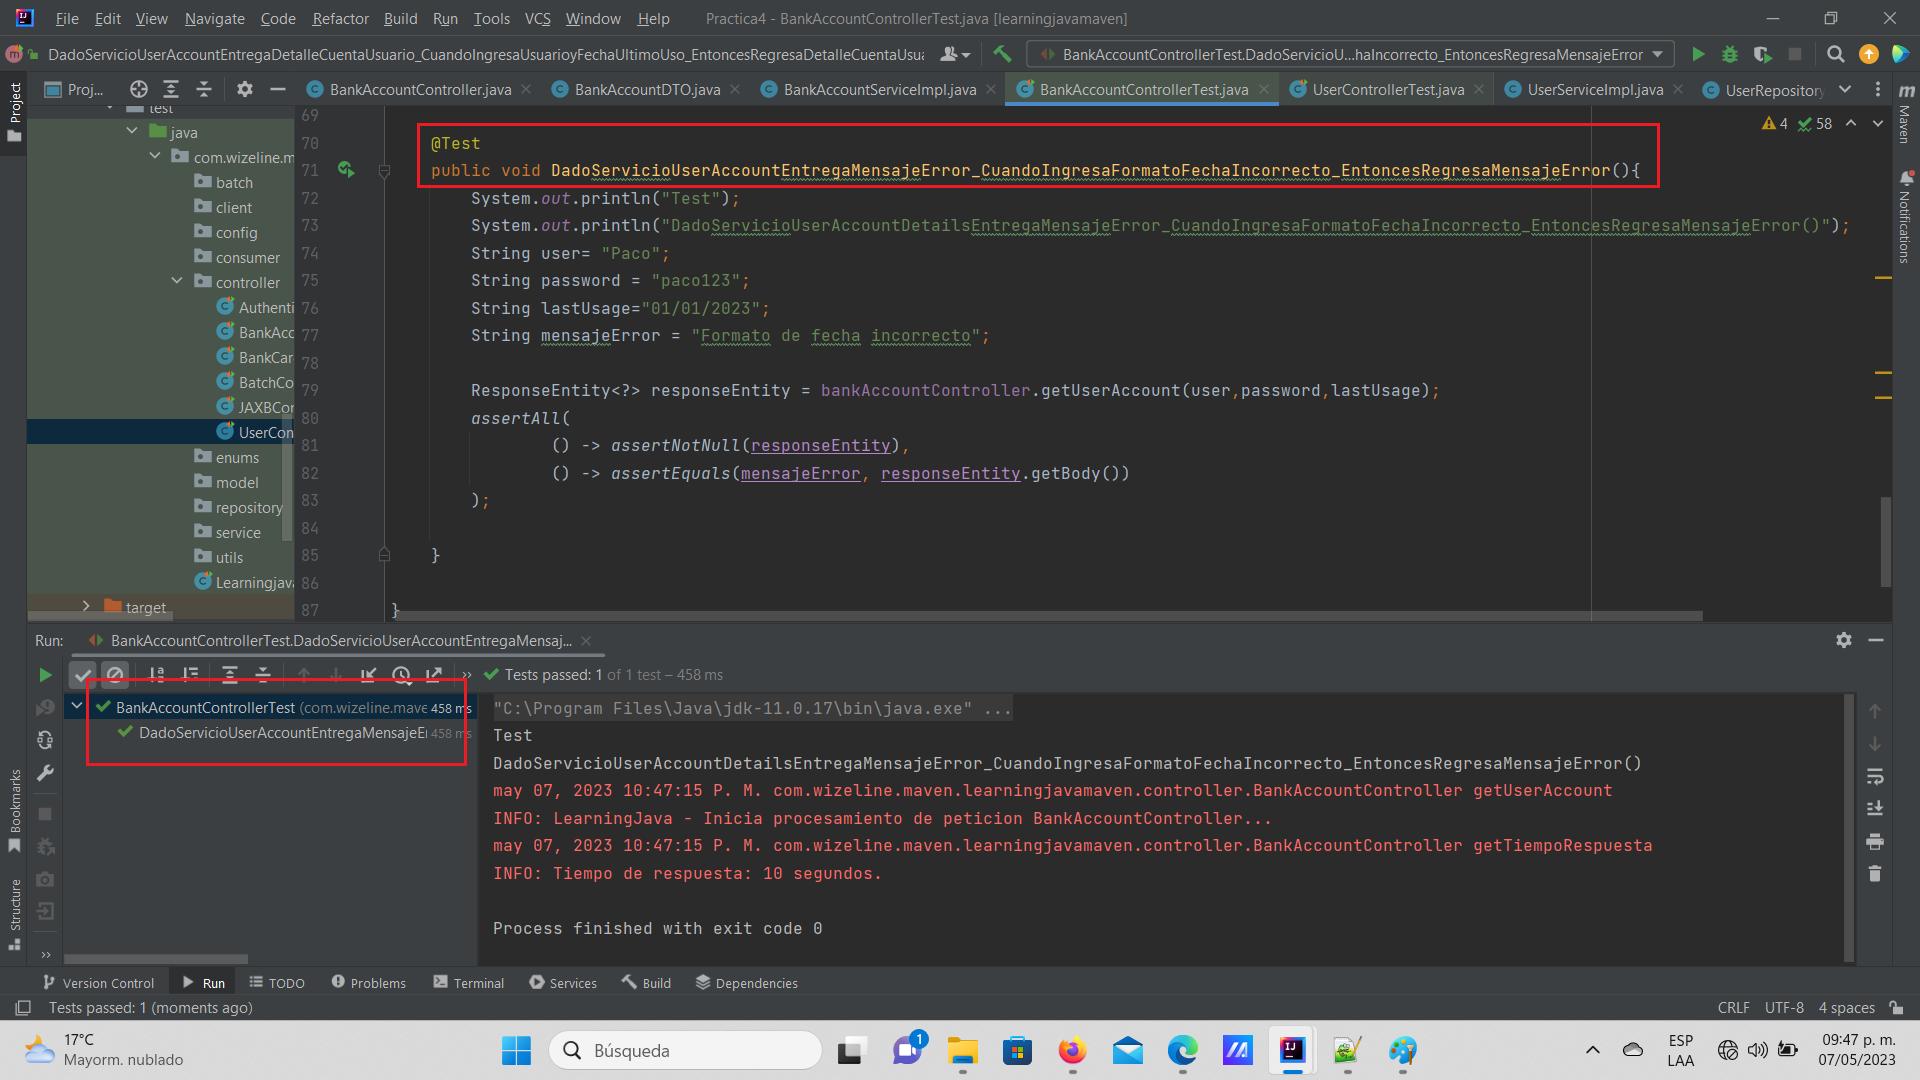 File Edit View Navigate Code Refactor Build Run Tools VCS Window Help Practica4 - BankAccountControllerTest.java [learningjavamaven]
DadoServicioUserAccountEntregaDetalleCuentaUsuario_CuandoIngresaUsuarioyFechaUltimoUso_EntoncesRegresaDetalleCuentaUsua BankAccountControllerTest.DadoServicioU...haIncorrecto_EntoncesRegresaMensajeError
Project Proj... BankAccountController.java BankAccountDTO.java BankAccountServiceImpl.java BankAccountControllerTest.java UserControllerTest.java UserServiceImpl.java UserRepository Maven
test
java
com.wizeline.m
batch
client
config
consumer
controller
Authenti
BankAcc
BankCar
BatchCo
JAXBCon
UserCon
enums
model
repository
service
utils
Learningjava
target
4 58
Notifications
69
70 @Test
71 public void DadoServicioUserAccountEntregaMensajeError_CuandoIngresaFormatoFechaIncorrecto_EntoncesRegresaMensajeError(){
72 System.out.println("Test");
73 System.out.println("DadoServicioUserAccountDetailsEntregaMensajeError_CuandoIngresaFormatoFechaIncorrecto_EntoncesRegresaMensajeError()");
74 String user= "Paco";
75 String password = "paco123";
76 String lastUsage="01/01/2023";
77 String mensajeError = "Formato de fecha incorrecto";
78
79 ResponseEntity<?> responseEntity = bankAccountController.getUserAccount(user,password,lastUsage);
80 assertAll(
81 () -> assertNotNull(responseEntity),
82 () -> assertEquals(mensajeError, responseEntity.getBody())
83 );
84
85 }
86
87 }
Run: BankAccountControllerTest.DadoServicioUserAccountEntregaMensaj...
Tests passed: 1 of 1 test – 458 ms
BankAccountControllerTest (com.wizeline.mave 458 ms
DadoServicioUserAccountEntregaMensajeEr 458 ms
"C:\Program Files\Java\jdk-11.0.17\bin\java.exe" ...
Test
DadoServicioUserAccountDetailsEntregaMensajeError_CuandoIngresaFormatoFechaIncorrecto_EntoncesRegresaMensajeError()
may 07, 2023 10:47:15 P. M. com.wizeline.maven.learningjavamaven.controller.BankAccountController getUserAccount
INFO: LearningJava - Inicia procesamiento de peticion BankAccountController...
may 07, 2023 10:47:15 P. M. com.wizeline.maven.learningjavamaven.controller.BankAccountController getTiempoRespuesta
INFO: Tiempo de respuesta: 10 segundos.
Process finished with exit code 0
Bookmarks
Structure
Version Control Run TODO Problems Terminal Services Build Dependencies
Tests passed: 1 (moments ago) CRLF UTF-8 4 spaces
17°C
Mayorm. nublado
Búsqueda
1
ESP
LAA
09:47 p. m.
07/05/2023